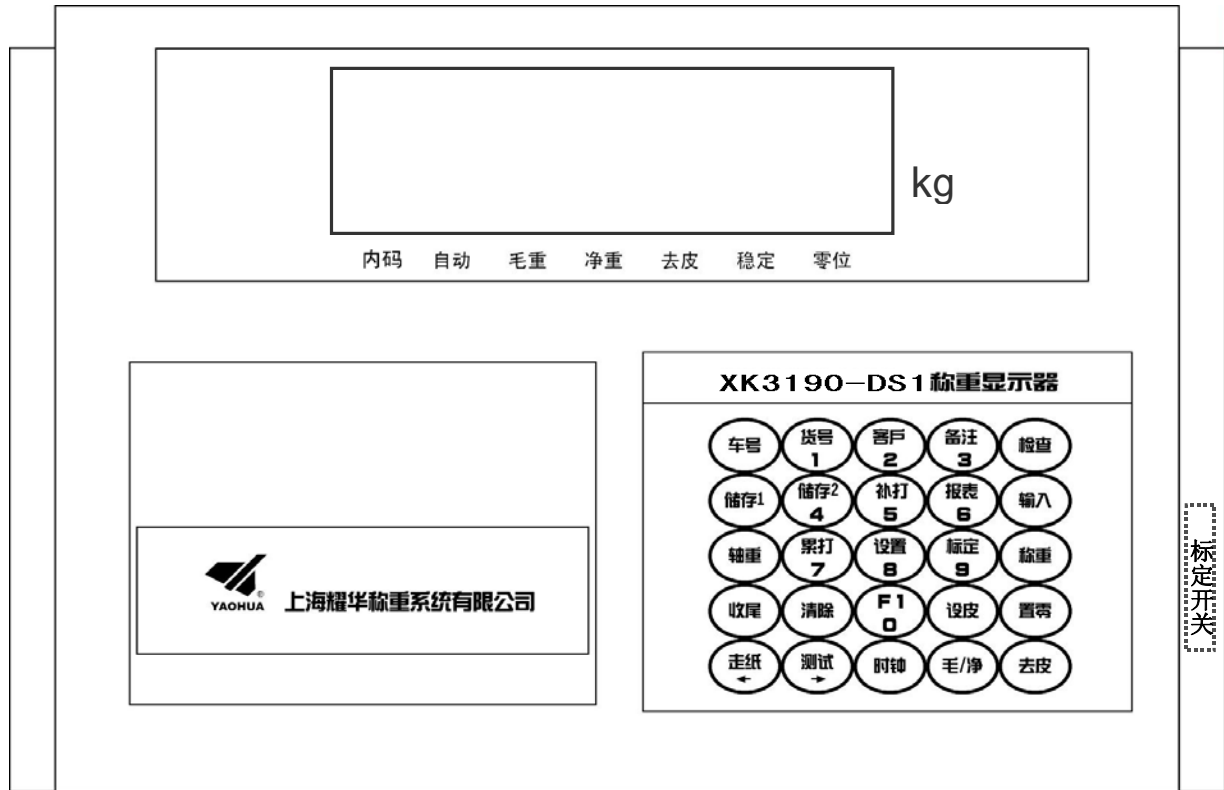 kg
内码 自动 毛重 净重 去皮 稳定 零位
XK3190-DS1称重显示器
车号 货号 客戶 备注 检查
1 2 3
储存1 储存2 补打 报表 输入
4 5 6
轴重 累打 设置 标定 称重
7 8 9
收尾 清除 F1 设皮 置零
0
走纸 测试 时钟 毛/净 去皮
← →
YAOHUA ® 上海耀华称重系统有限公司
标定开关